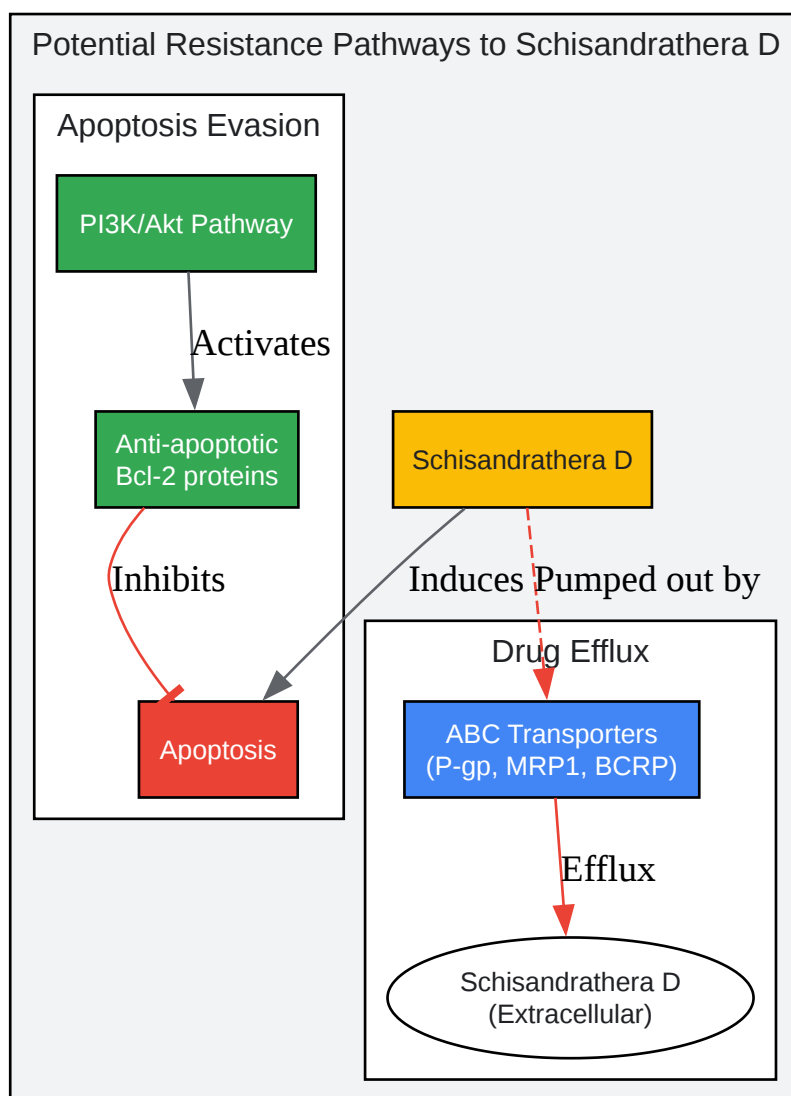 Potential Resistance Pathways to Schisandrathera D
Apoptosis Evasion
PI3K/Akt Pathway
Activates
Anti-apoptotic
Bcl-2 proteins
Schisandrathera D
Inhibits
Induces
Pumped out by
Drug Efflux
Apoptosis
ABC Transporters
(P-gp, MRP1, BCRP)
Efflux
Schisandrathera D
(Extracellular)